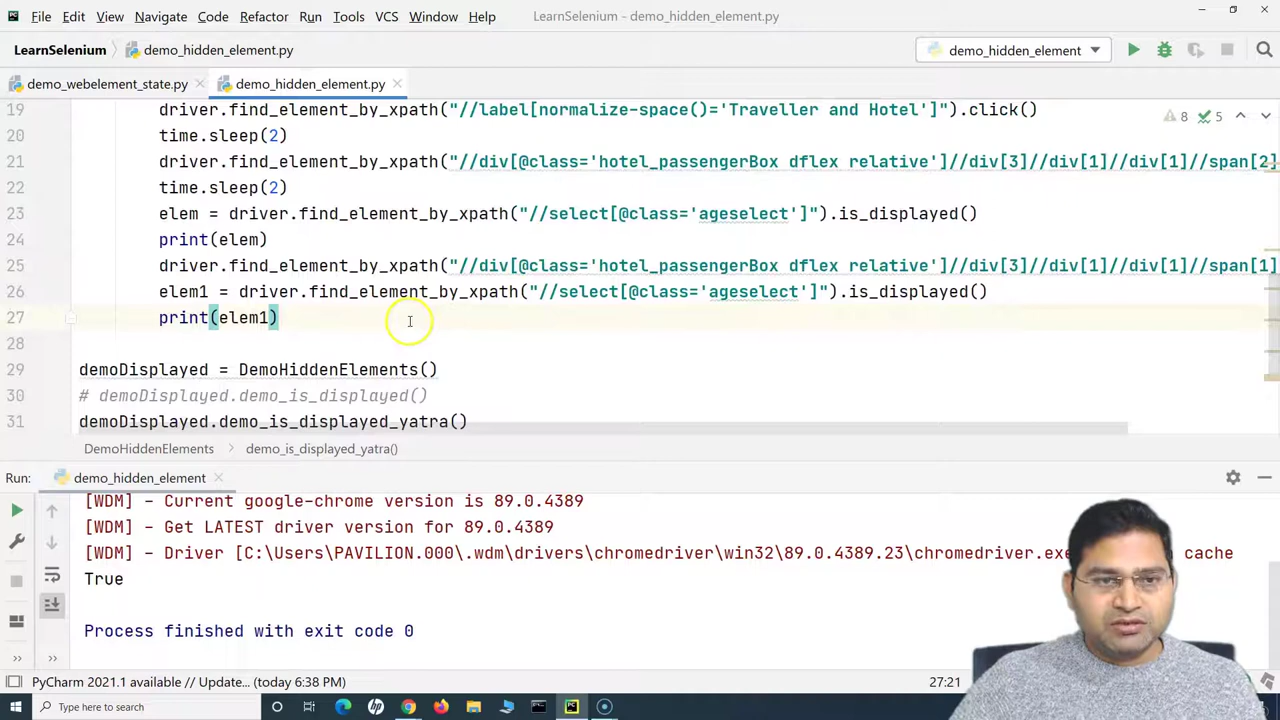 File Edit View Navigate Code Refactor Run Tools VCS Window Help LearnSelenium - demo_hidden_element.py
LearnSelenium demo_hidden_element.py demo_hidden_element
demo_webelement_state.py demo_hidden_element.py
19 driver.find_element_by_xpath("//label[normalize-space()='Traveller and Hotel']").click() 8 5
20 time.sleep(2)
21 driver.find_element_by_xpath("//div[@class='hotel_passengerBox dflex relative']//div[3]//div[1]//div[1]//span[2]
22 time.sleep(2)
23 elem = driver.find_element_by_xpath("//select[@class='ageselect']").is_displayed()
24 print(elem)
25 driver.find_element_by_xpath("//div[@class='hotel_passengerBox dflex relative']//div[3]//div[1]//div[1]//span[1]
26 elem1 = driver.find_element_by_xpath("//select[@class='ageselect']").is_displayed()
27 print(elem1)
28
29 demoDisplayed = DemoHiddenElements()
30 # demoDisplayed.demo_is_displayed()
31 demoDisplayed.demo_is_displayed_yatra()
DemoHiddenElements demo_is_displayed_yatra()
Run: demo_hidden_element
[WDM] - Current google-chrome version is 89.0.4389
[WDM] - Get LATEST driver version for 89.0.4389
[WDM] - Driver [C:\Users\PAVILION.000\.wdm\drivers\chromedriver\win32\89.0.4389.23\chromedriver.exe cache
True
Process finished with exit code 0
PyCharm 2021.1 available // Update... (today 6:38 PM) 27:21
Type here to search